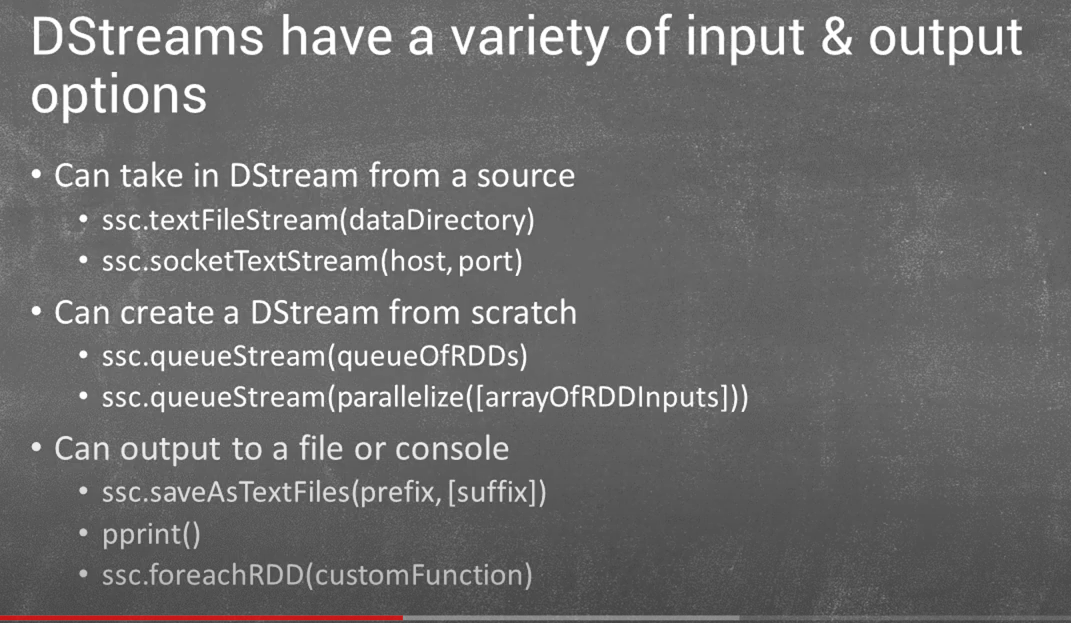 DStreams have a variety of input & output
options
• Can take in DStream from a source
• ssc.textFileStream(dataDirectory)
• ssc.socketTextStream(host, port)
• Can create a DStream from scratch
• ssc.queueStream(queueOfRDDs)
• ssc.queueStream(parallelize([arrayOfRDDInputs]))
• Can output to a file or console
• ssc.saveAsTextFiles(prefix, [suffix])
• pprint()
• ssc.foreachRDD(customFunction)